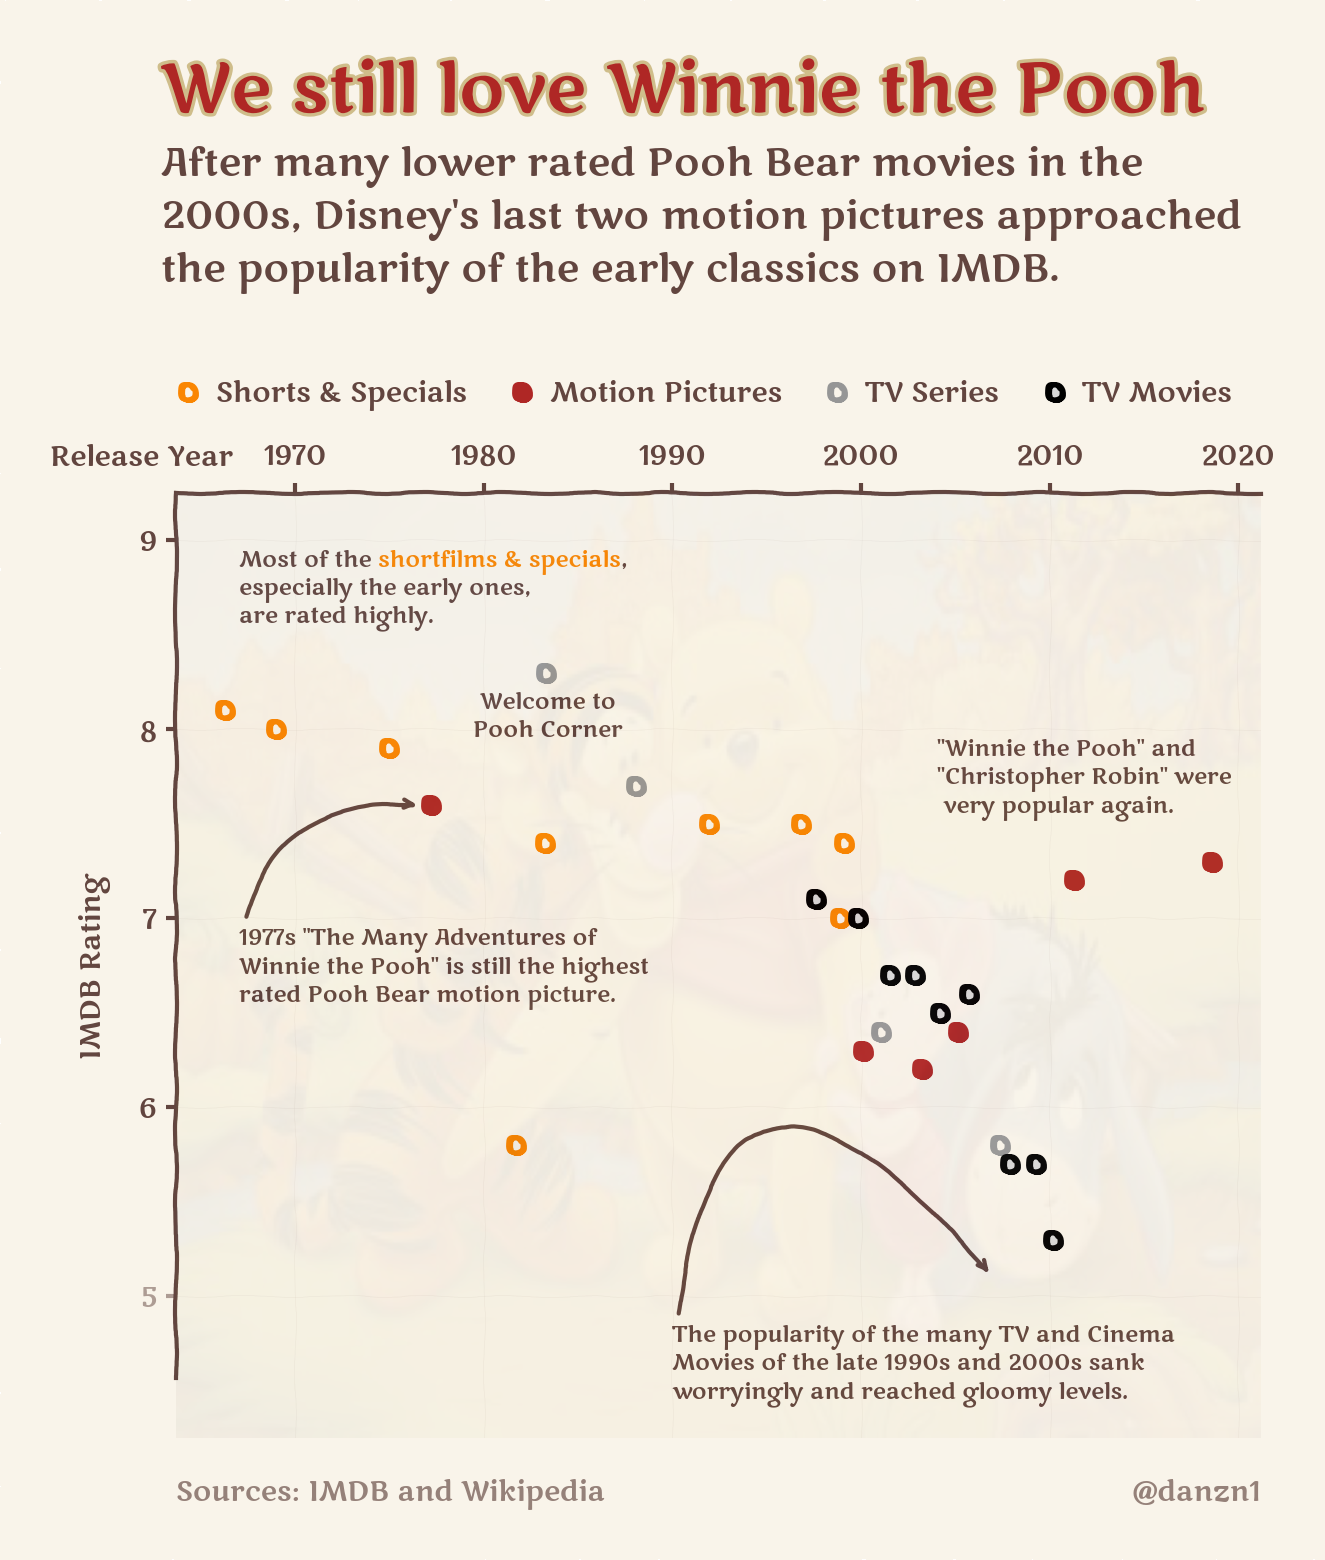 We still love Winnie the Pooh
After many lower rated Pooh Bear movies in the
2000s, Disney's last two motion pictures approached
the popularity of the early classics on IMDB.
Shorts & Specials Motion Pictures TV Series TV Movies
Release Year 1970 1980 1990 2000 2010 2020
9
Most of the shortfilms & specials,
especially the early ones,
are rated highly.
Welcome to
Pooh Corner
8
"Winnie the Pooh" and
"Christopher Robin" were
very popular again.
IMDB Rating
7
1977s "The Many Adventures of
Winnie the Pooh" is still the highest
rated Pooh Bear motion picture.
6
5
The popularity of the many TV and Cinema
Movies of the late 1990s and 2000s sank
worryingly and reached gloomy levels.
Sources: IMDB and Wikipedia
@danzn1